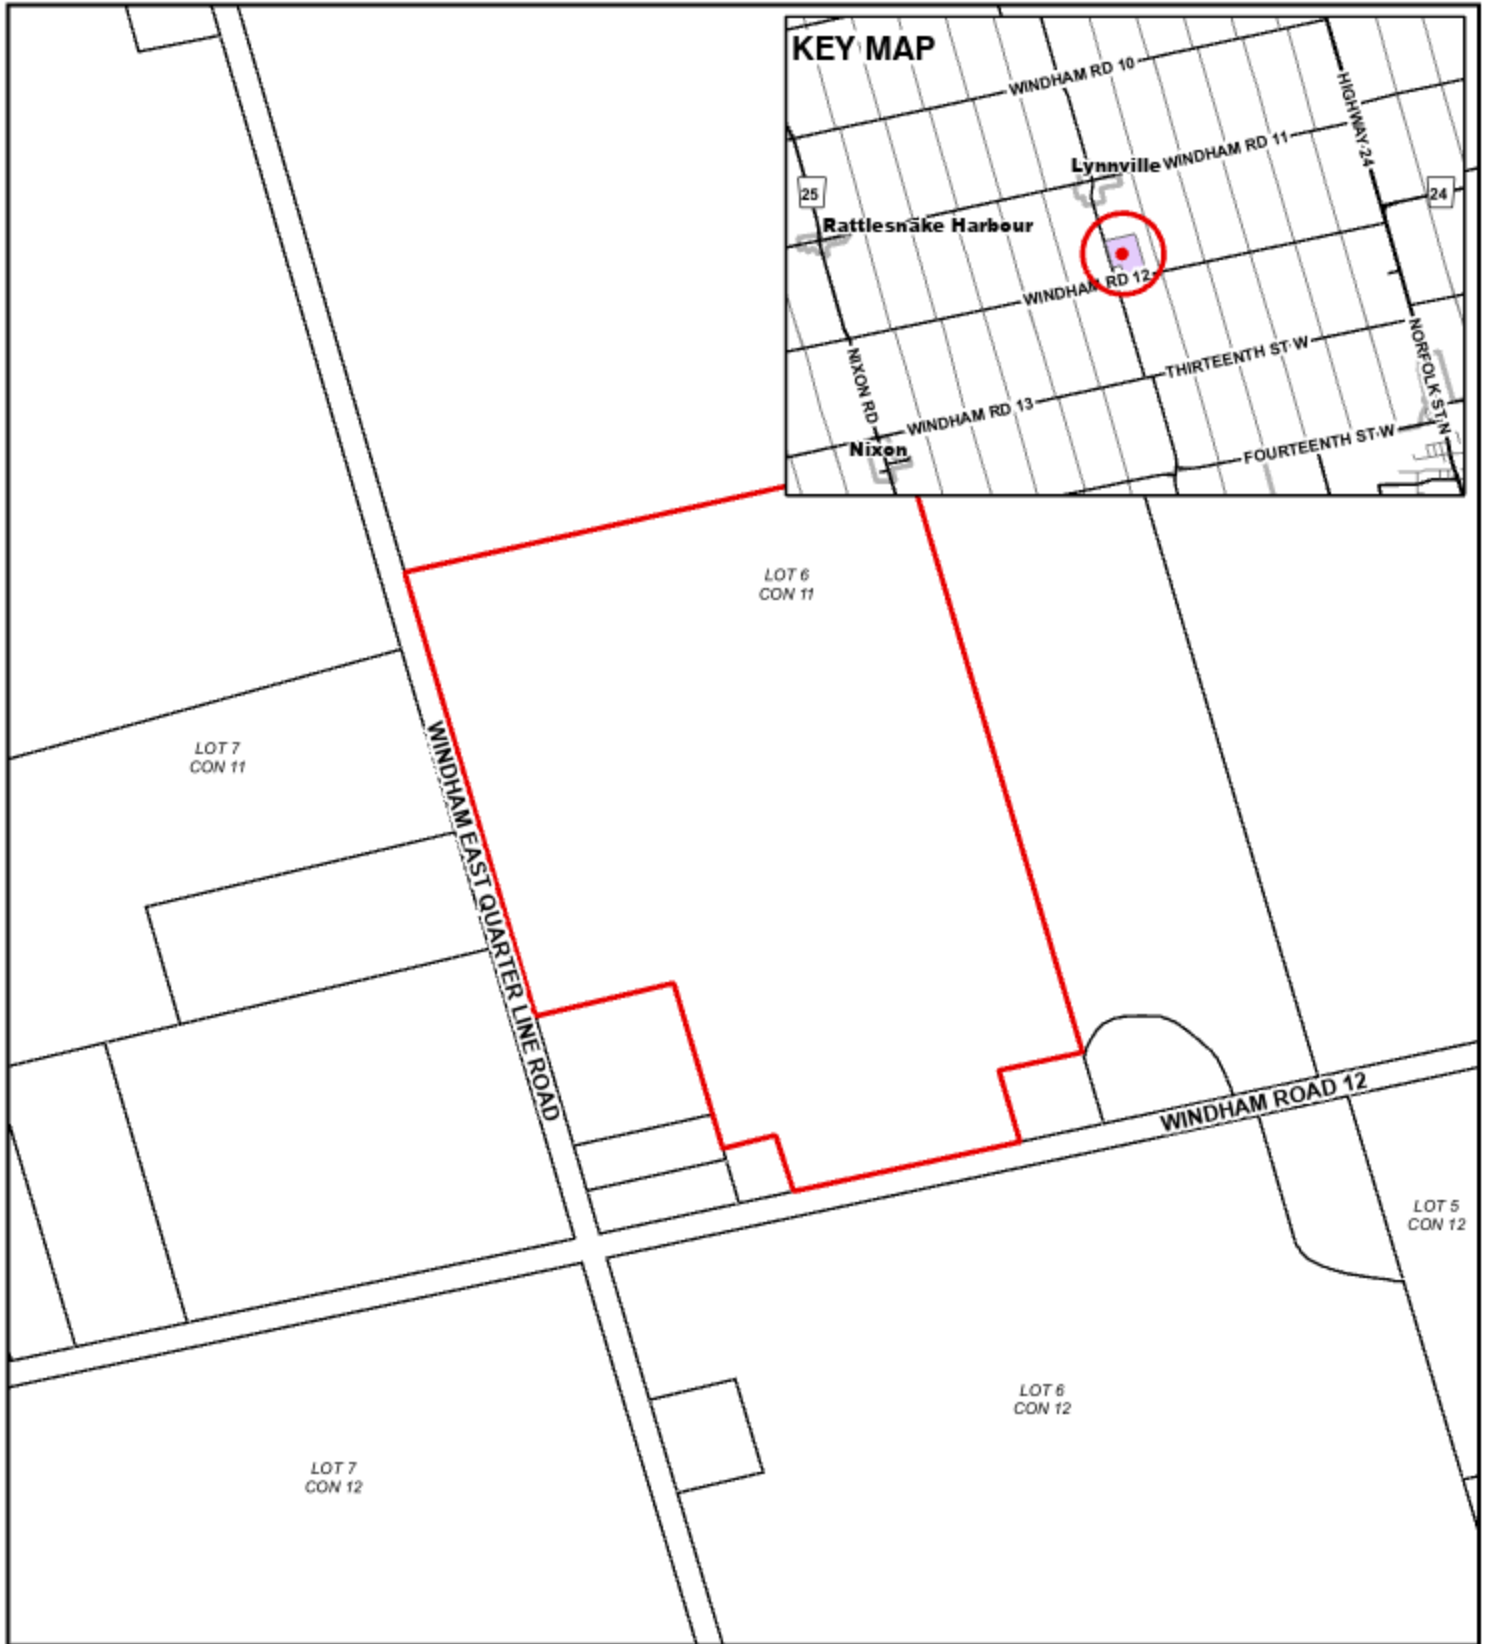 KEY MAP
WINDHAM RD 10
HIGHWAY 24
WINDHAM RD 11
Lynnville
25
24
Rattlesnake Harbour
WINDHAM RD 12
NIXON RD
THIRTEENTH ST W
NORFOLK ST N
WINDHAM RD 13
FOURTEENTH ST W
Nixon
LOT 6
CON 11
LOT 7
CON 11
WINDHAM EAST QUARTER LINE ROAD
WINDHAM ROAD 12
LOT 5
CON 12
LOT 6
CON 12
LOT 7
CON 12